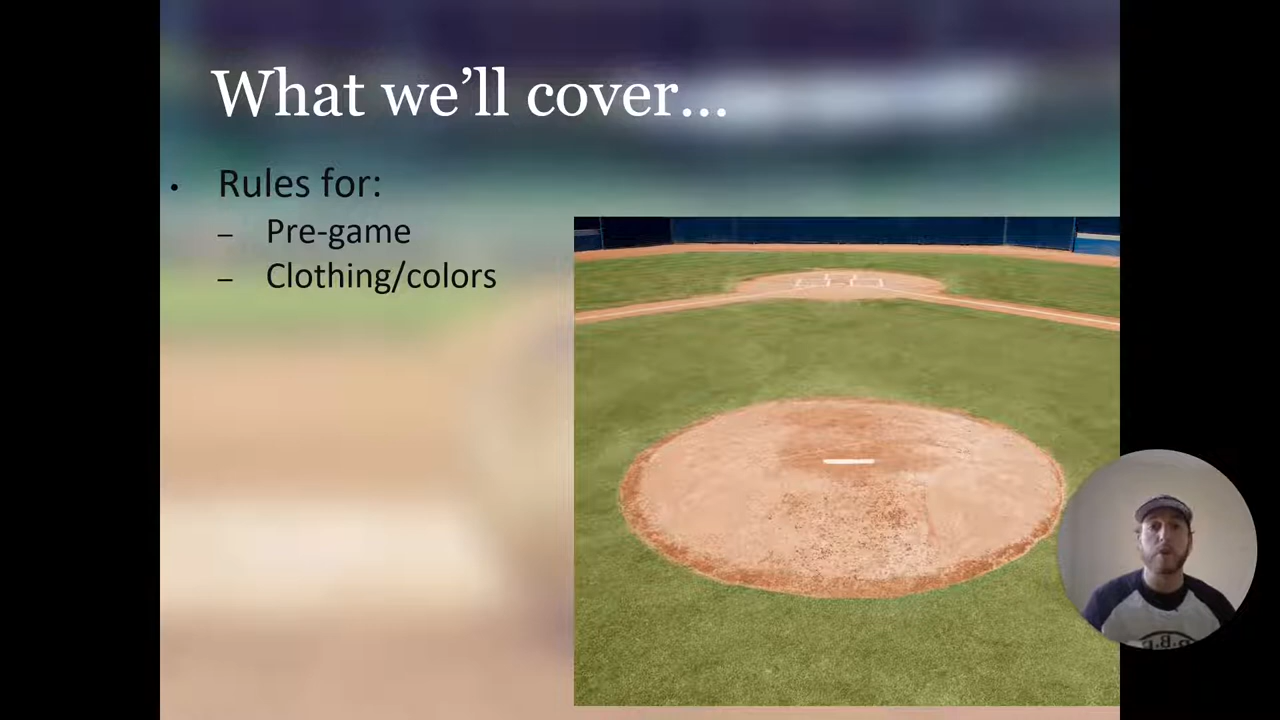 What we’ll cover...
• Rules for:
– Pre-game
– Clothing/colors